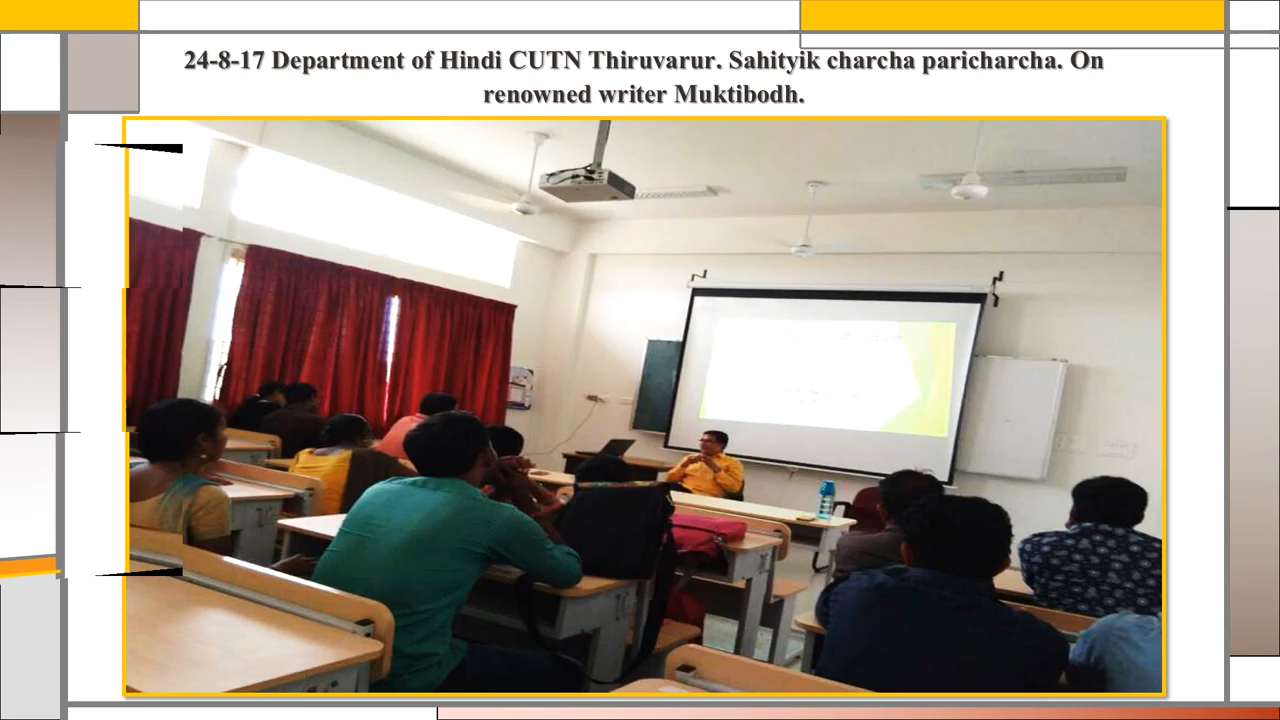 24-8-17 Department of Hindi CUTN Thiruvarur. Sahityik charcha paricharcha. On
renowned writer Muktibodh.